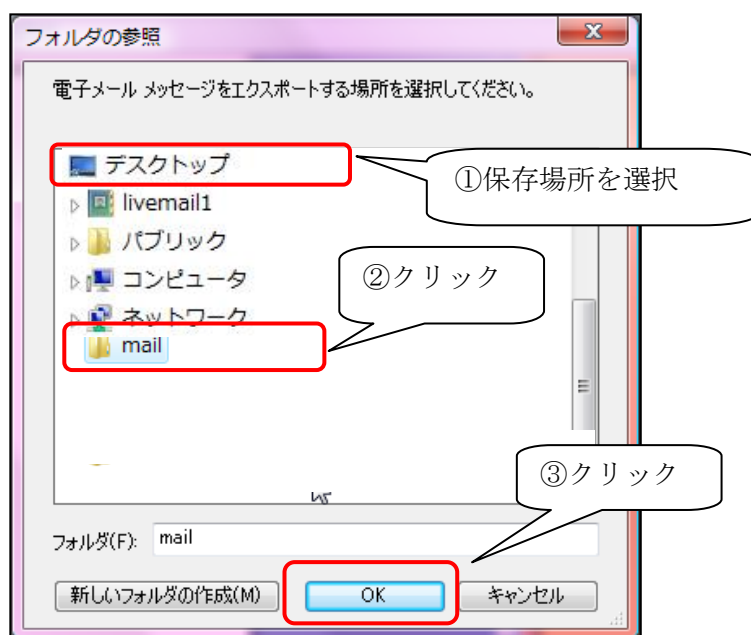 フォルダの参照
電子メール メッセージをエクスポートする場所を選択してください。
デスクトップ
①保存場所を選択
livemail1
パブリック
②クリック
コンピュータ
ネットワーク
mail
③クリック
フォルダ(F): mail
新しいフォルダの作成(M) OK キャンセル